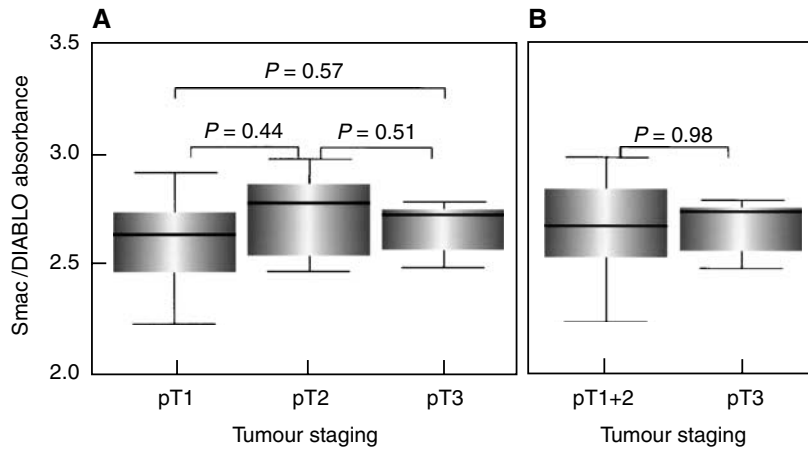 A
B
Smac/DIABLO absorbance
3.5
3.0
2.5
2.0
P = 0.57
P = 0.44
P = 0.51
P = 0.98
pT1
pT2
pT3
pT1+2
pT3
Tumour staging
Tumour staging